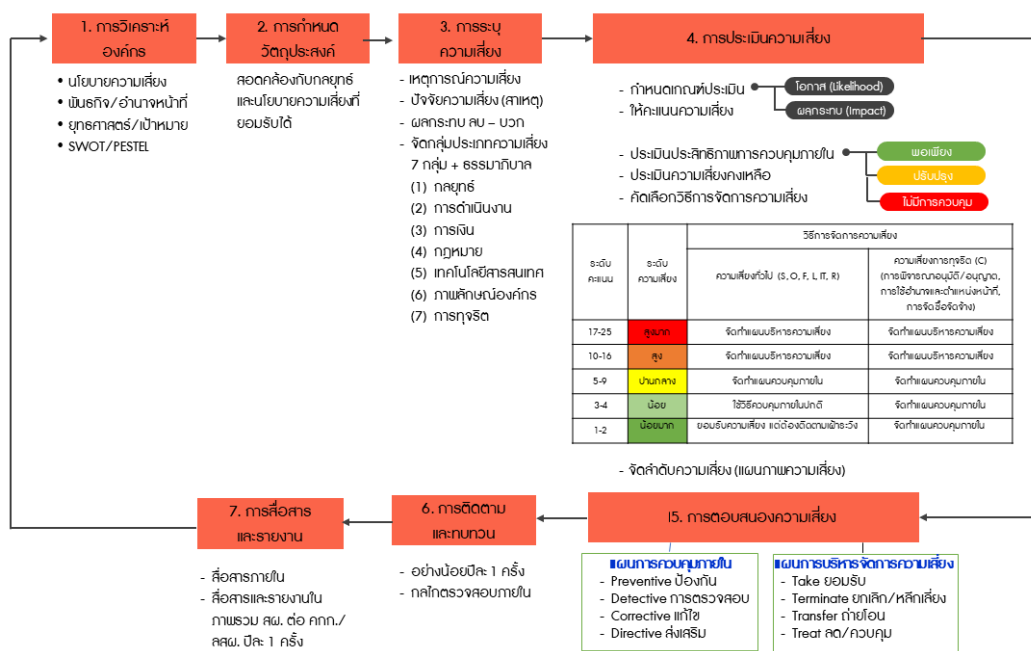 1. การวิเคราะห์
องค์กร
• นโยบายความเสี่ยง
• พันธกิจ/อำนาจหน้าที่
• ยุทธศาสตร์/เป้าหมาย
• SWOT/PESTEL
2. การกำหนด
วัตถุประสงค์
สอดคล้องกับกลยุทธ์
และนโยบายความเสี่ยงที่
ยอมรับได้
3. การระบุ
ความเสี่ยง
- เหตุการณ์ความเสี่ยง
- ปัจจัยความเสี่ยง (สาเหตุ)
- ผลกระทบ ลบ – บวก
- จัดกลุ่มประเภทความเสี่ยง
7 กลุ่ม + ธรรมาภิบาล
(1) กลยุทธ์
(2) การดำเนินงาน
(3) การเงิน
(4) กฎหมาย
(5) เทคโนโลยีสารสนเทศ
(6) ภาพลักษณ์องค์กร
(7) การทุจริต
4. การประเมินความเสี่ยง
- กำหนดเกณฑ์ประเมิน
- ให้คะแนนความเสี่ยง
โอกาส (Likelihood)
ผลกระทบ (Impact)
- ประเมินประสิทธิภาพการควบคุมภายใน
- ประเมินความเสี่ยงคงเหลือ
- คัดเลือกวิธีการจัดการความเสี่ยง
พอเพียง
ปรับปรุง
ไม่มีการควบคุม
ระดับ
คะแนน
ระดับ
ความเสี่ยง
วิธีการจัดการความเสี่ยง
ความเสี่ยงทั่วไป (S, O, F, L, IT, R)
ความเสี่ยงการทุจริต (C)
(การพิจารณาอนุมัติ/อนุญาต,
การใช้อำนาจและตำแหน่งหน้าที่,
การจัดซื้อจัดจ้าง)
17-25 สูงมาก จัดทำแผนบริหารความเสี่ยง จัดทำแผนบริหารความเสี่ยง
10-16 สูง จัดทำแผนบริหารความเสี่ยง จัดทำแผนบริหารความเสี่ยง
5-9 ปานกลาง จัดทำแผนควบคุมภายใน จัดทำแผนควบคุมภายใน
3-4 น้อย ใช้วิธีควบคุมภายในปกติ จัดทำแผนควบคุมภายใน
1-2 น้อยมาก ยอมรับความเสี่ยง แต่ต้องติดตามเฝ้าระวัง จัดทำแผนควบคุมภายใน
- จัดลำดับความเสี่ยง (แผนภาพความเสี่ยง)
I5. การตอบสนองความเสี่ยง
แผนการควบคุมภายใน
- Preventive ป้องกัน
- Detective การตรวจสอบ
- Corrective แก้ไข
- Directive ส่งเสริม
แผนการบริหารจัดการความเสี่ยง
- Take ยอมรับ
- Terminate ยกเลิก/หลีกเลี่ยง
- Transfer ถ่ายโอน
- Treat ลด/ควบคุม
6. การติดตาม
และทบทวน
- อย่างน้อยปีละ 1 ครั้ง
- กลไกตรวจสอบภายใน
7. การสื่อสาร
และรายงาน
- สื่อสารภายใน
- สื่อสารและรายงานใน
ภาพรวม สผ. ต่อ คกก./
ลสผ. ปีละ 1 ครั้ง